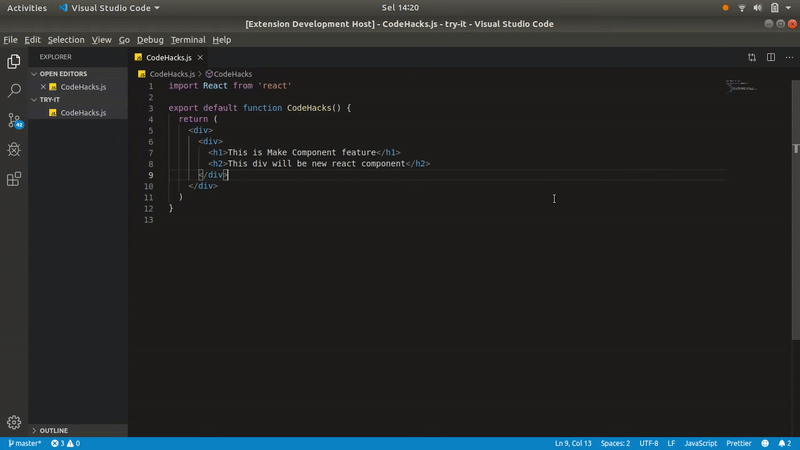 Activities Visual Studio Code Sel 14:20
[Extension Development Host] - CodeHacks.js - try-it - Visual Studio Code
File Edit Selection View Go Debug Terminal Help
EXPLORER
OPEN EDITORS
CodeHacks.js
TRY-IT
CodeHacks.js
42
OUTLINE
CodeHacks.js
CodeHacks.js > CodeHacks
1 import React from 'react'
2
3 export default function CodeHacks() {
4 return (
5 <div>
6 <div>
7 <h1>This is Make Component feature</h1>
8 <h2>This div will be new react component</h2>
9 </div>
10 </div>
11 )
12 }
13
master* 3 0 Ln 9, Col 13 Spaces: 2 UTF-8 LF JavaScript Prettier 2